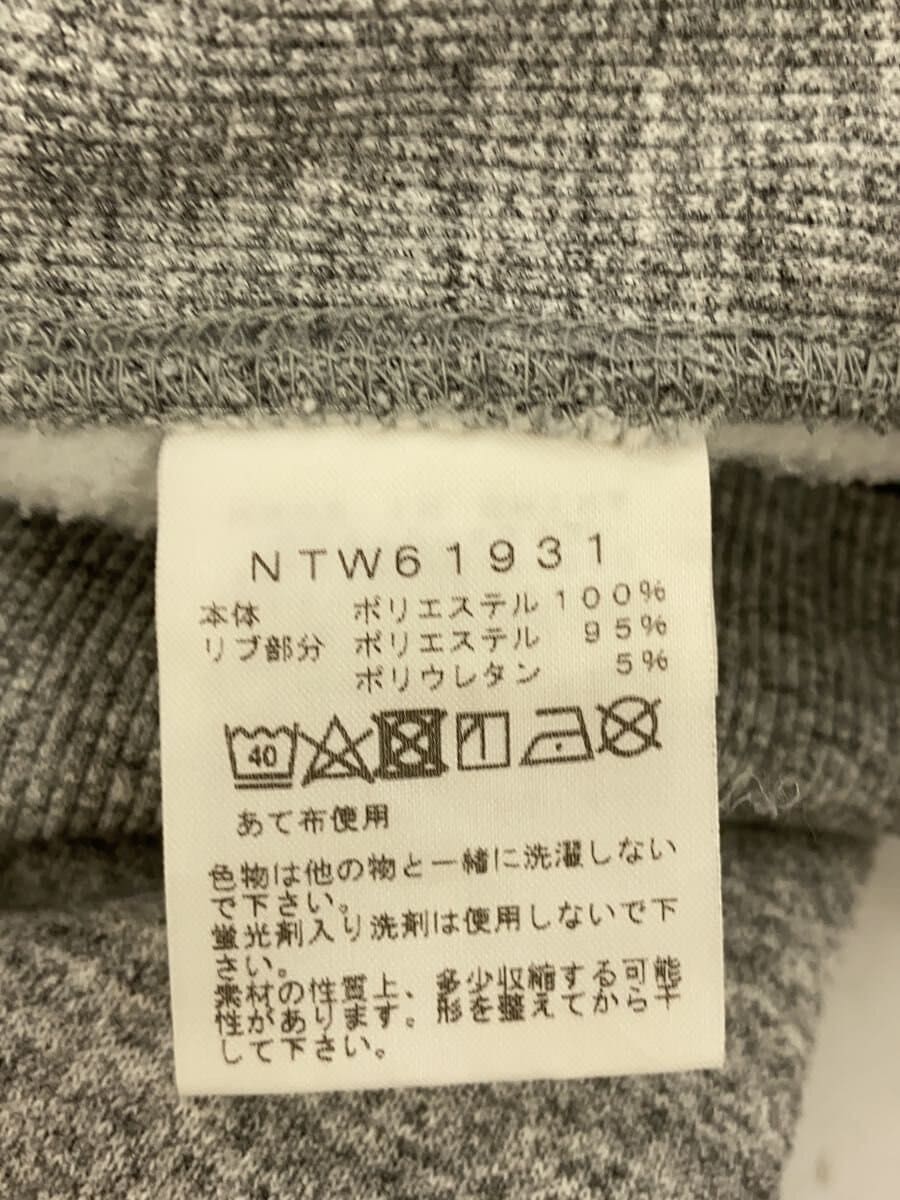 NTW61931
本体 ポリエステル 100%
リブ部分 ポリエステル 95%
ポリウレタン 5%
40
あて布使用
色物は他の物と一緒に洗濯しない
で下さい。
蛍光剤入り洗剤は使用しないで下
さい。
素材の性質上、多少収縮する可能
性があります。形を整えてから干
して下さい。